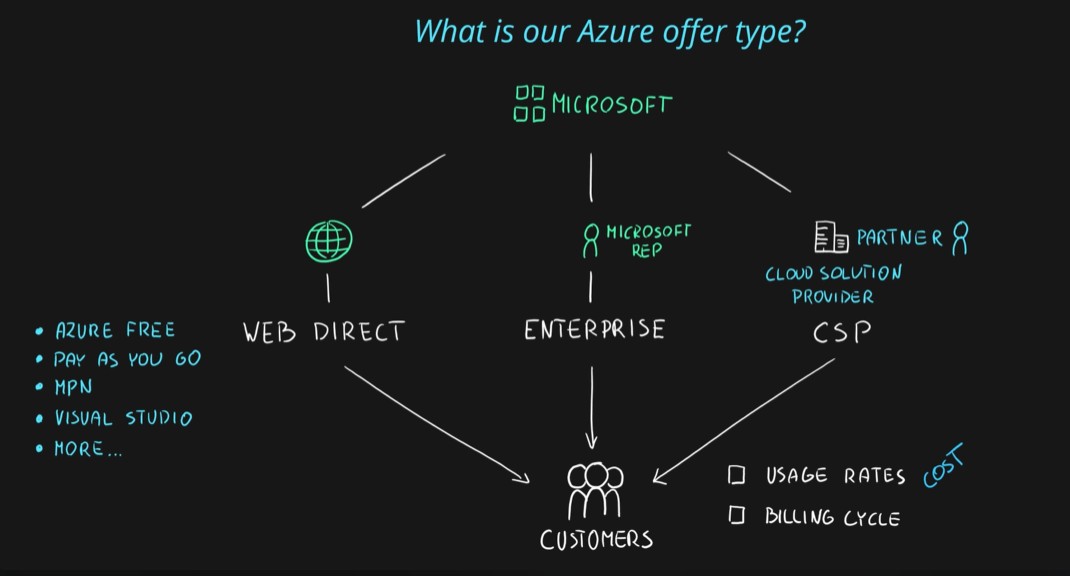 What is our Azure offer type?
MICROSOFT
MICROSOFT
REP
PARTNER
CLOUD SOLUTION
PROVIDER
WEB DIRECT
ENTERPRISE
CSP
• AZURE FREE
• PAY AS YOU GO
• MPN
• VISUAL STUDIO
• MORE...
USAGE RATES COST
BILLING CYCLE
CUSTOMERS